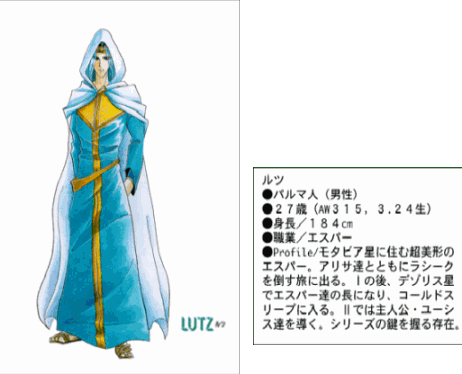 LUTZ
ルツ
●パルマ人（男性）
●２７歳（AW３１５，３.２４生）
●身長／１８４cm
●職業／エスパー
●Profile/モタビア星に住む超美形の
エスパー。アリサ達とともにラシーク
を倒す旅に出る。Ⅰの後、デゾリス星
でエスパー達の長になり、コールドス
リープに入る。Ⅱでは主人公・ユーシ
ス達を導く。シリーズの鍵を握る存在。